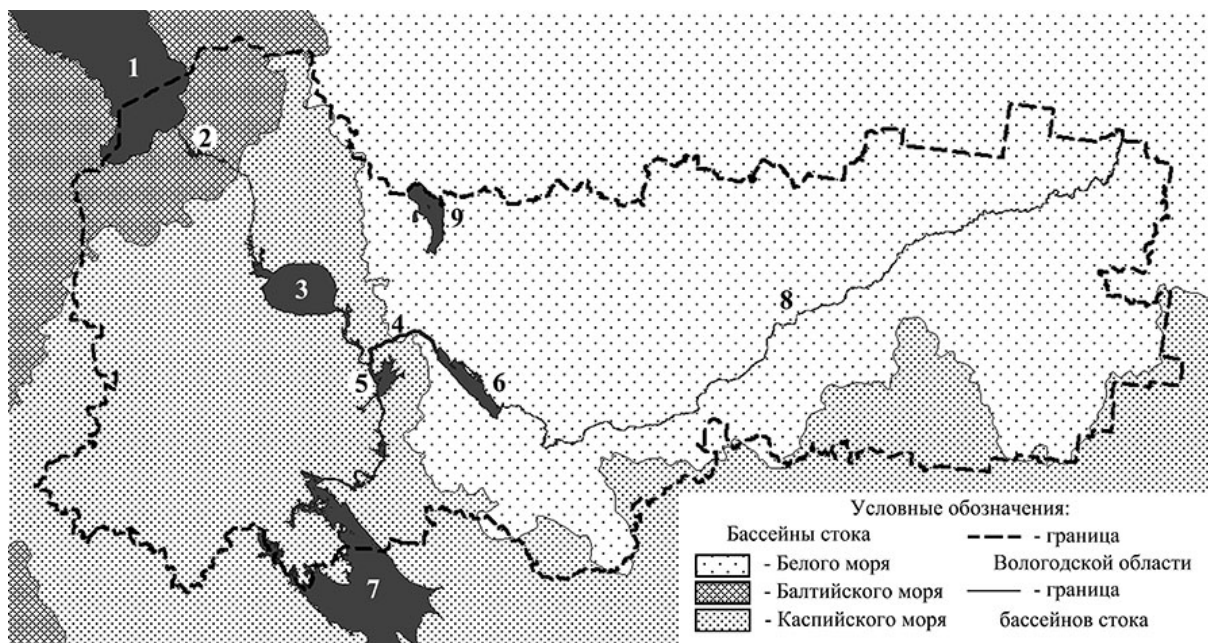 1
2
9
3
8
4
5
6
7
Условные обозначения:
Бассейны стока
- граница
- Белого моря
Вологодской области
- Балтийского моря
- граница
- Каспийского моря
бассейнов стока